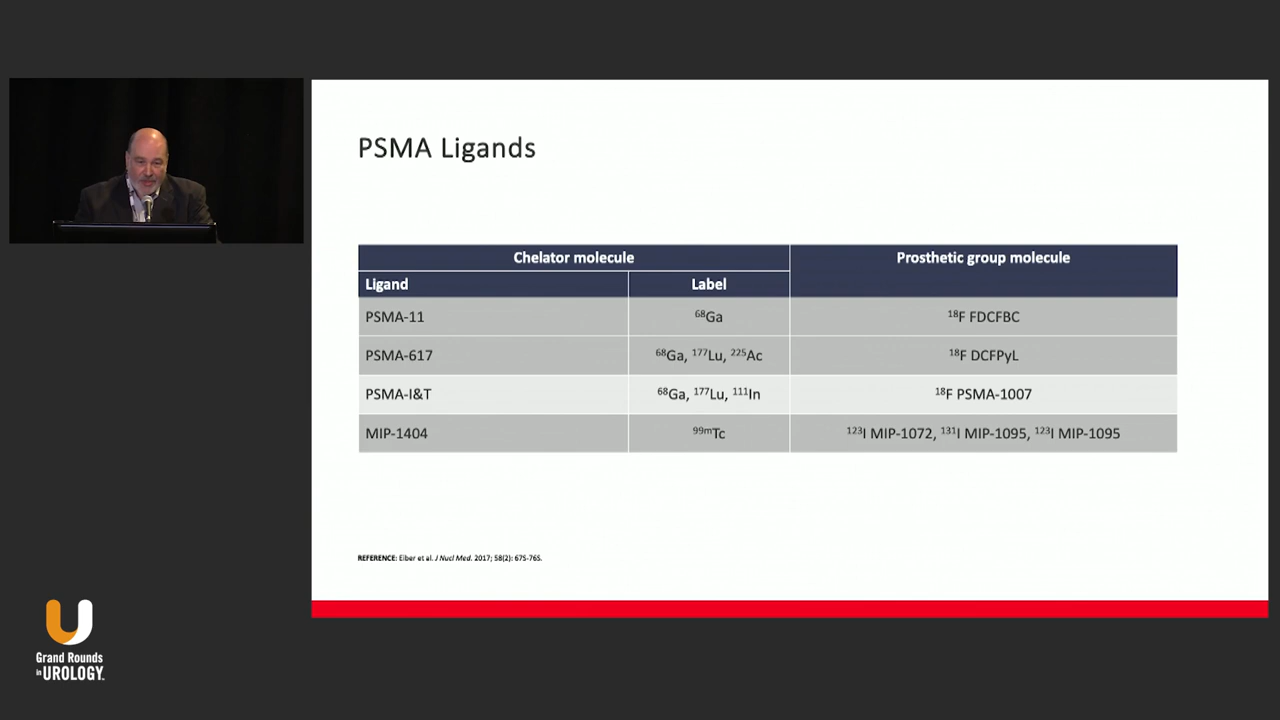 PSMA Ligands
Chelator molecule Prosthetic group molecule
Ligand Label
PSMA-11 ⁶⁸Ga ¹⁸F FDCFBC
PSMA-617 ⁶⁸Ga, ¹⁷⁷Lu, ²²⁵Ac ¹⁸F DCFPyL
PSMA-I&T ⁶⁸Ga, ¹⁷⁷Lu, ¹¹¹In ¹⁸F PSMA-1007
MIP-1404 ⁹⁹ᵐTc ¹²³I MIP-1072, ¹³¹I MIP-1095, ¹²³I MIP-1095
REFERENCE: Eiber et al. J Nucl Med. 2017; 58(2): 67S-76S.
Grand Rounds
in UROLOGY